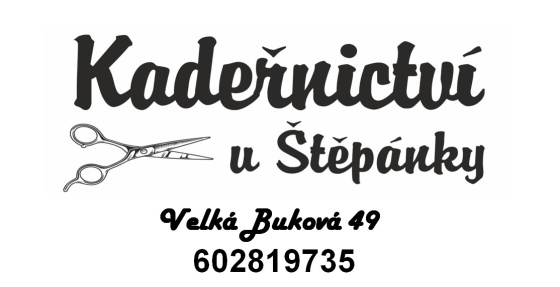 Kadeřnictví
u Štěpánky
Velká Buková 49
602819735